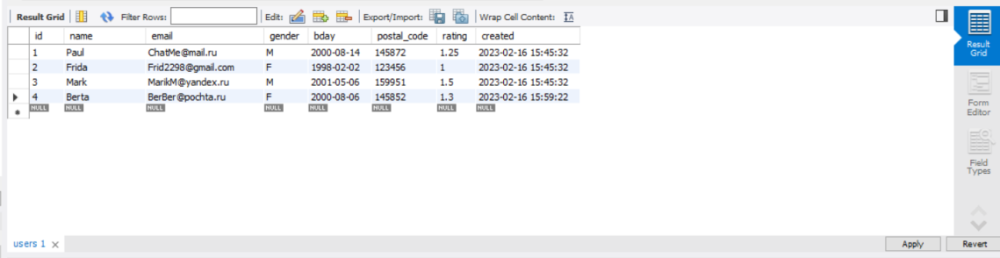 Result Grid Filter Rows: Edit: Export/Import: Wrap Cell Content: IA
id name email gender bday postal_code rating created
1 Paul ChatMe@mail.ru M 2000-08-14 145872 1.25 2023-02-16 15:45:32
2 Frida Frid2298@gmail.com F 1998-02-02 123456 1 2023-02-16 15:45:32
3 Mark MarikM@yandex.ru M 2001-05-06 159951 1.5 2023-02-16 15:45:32
4 Berta BerBer@pochta.ru F 2000-08-06 145852 1.3 2023-02-16 15:59:22
NULL NULL NULL NULL NULL NULL NULL NULL
Result
Grid
Form
Editor
Field
Types
users 1
Apply Revert